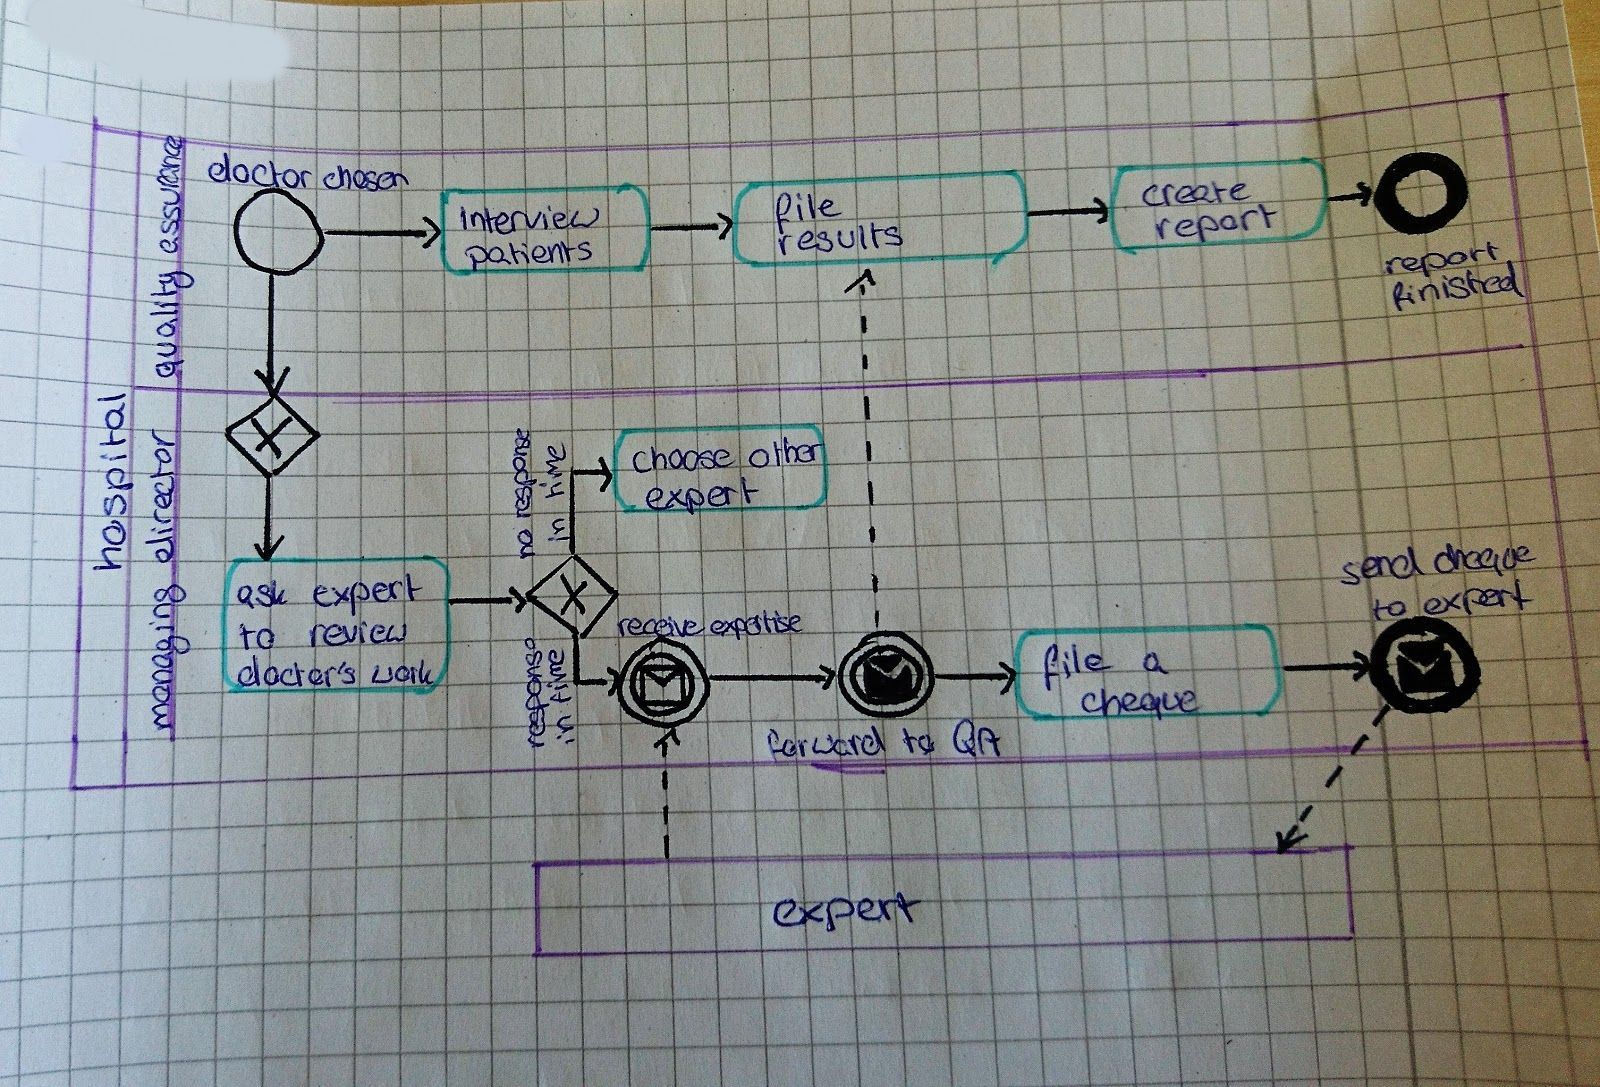 hospital
quality assurance
doctor chosen
interview
patients
file
results
create
report
report
finished
managing director
ask expert
to review
doctor's work
no response
in time
choose other
expert
response
in time
receive expertise
forward to QA
file a
cheque
send cheque
to expert
expert